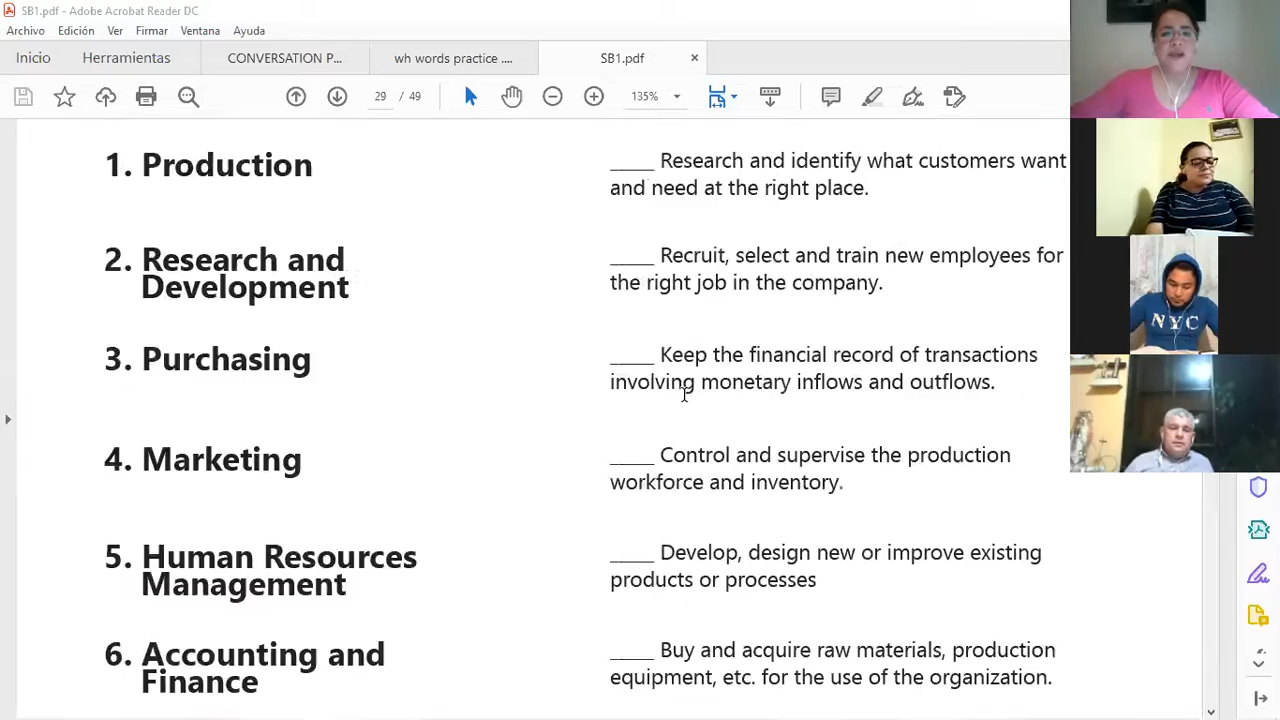 SB1.pdf - Adobe Acrobat Reader DC
Archivo Edición Ver Firmar Ventana Ayuda
Inicio Herramientas CONVERSATION P... wh words practice .... SB1.pdf ×
29 / 49 135%
1. Production
_____ Research and identify what customers want
and need at the right place.
2. Research and
Development
_____ Recruit, select and train new employees for
the right job in the company.
3. Purchasing
_____ Keep the financial record of transactions
involving monetary inflows and outflows.
4. Marketing
_____ Control and supervise the production
workforce and inventory.
5. Human Resources
Management
_____ Develop, design new or improve existing
products or processes
6. Accounting and
Finance
_____ Buy and acquire raw materials, production
equipment, etc. for the use of the organization.
NYC